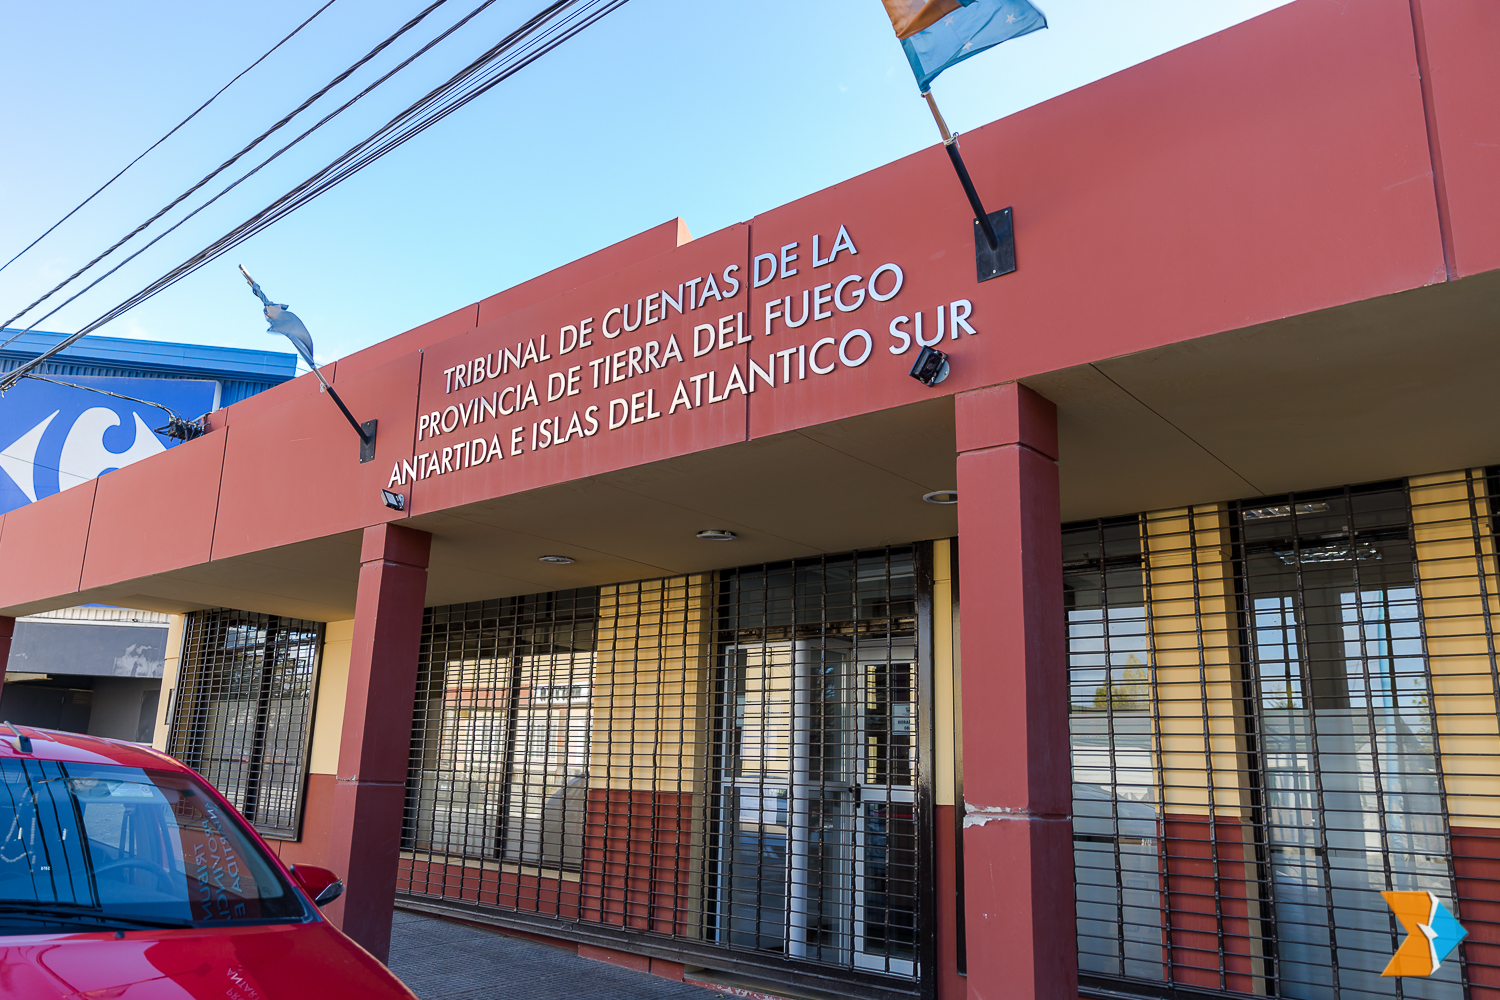 TRIBUNAL DE CUENTAS DE LA
PROVINCIA DE TIERRA DEL FUEGO
ANTARTIDA E ISLAS DEL ATLANTICO SUR